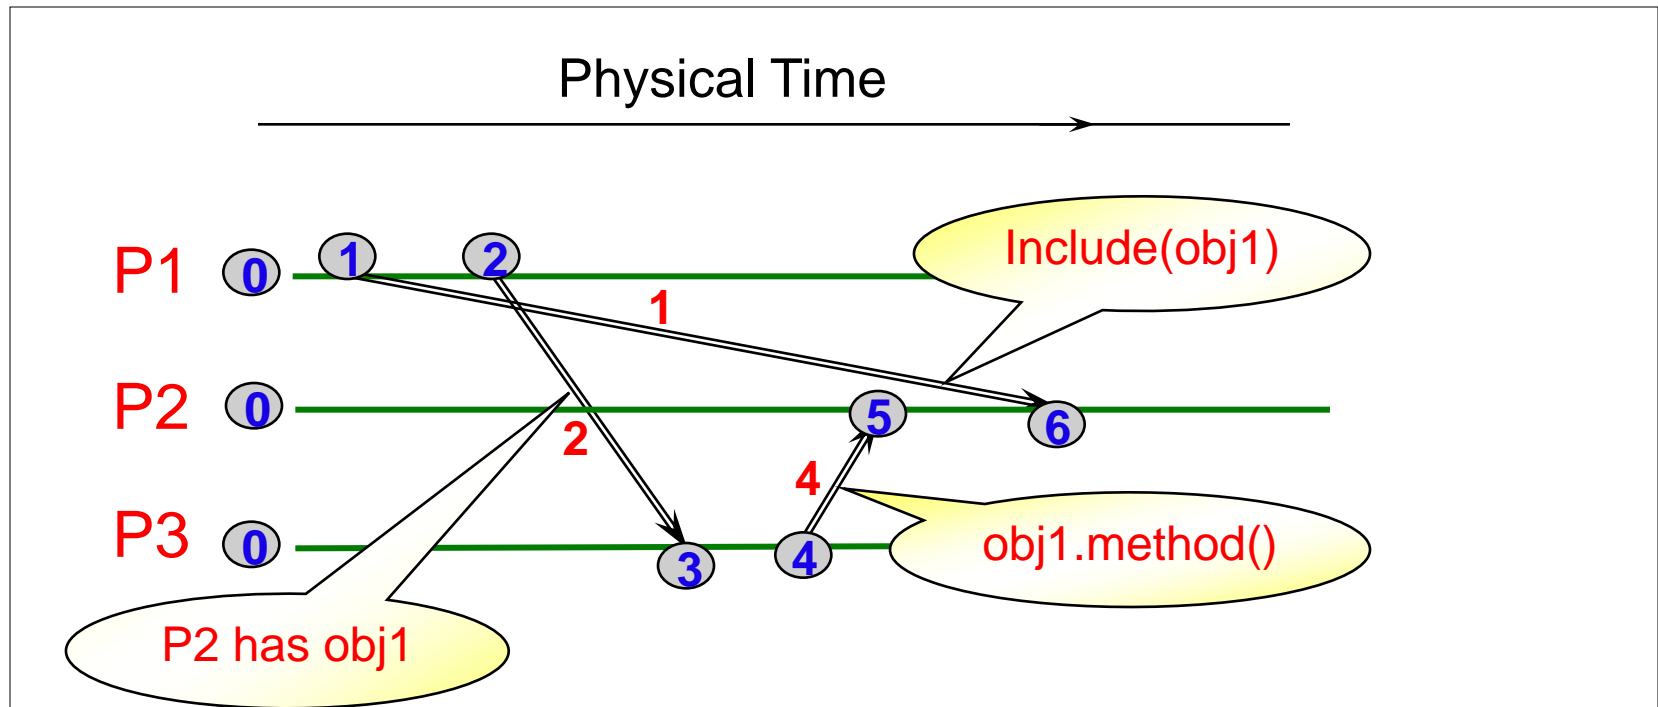 Physical Time
P1 0 1 2
Include(obj1)
1
P2 0 5 6
2
4
P3 0 3 4
obj1.method()
P2 has obj1